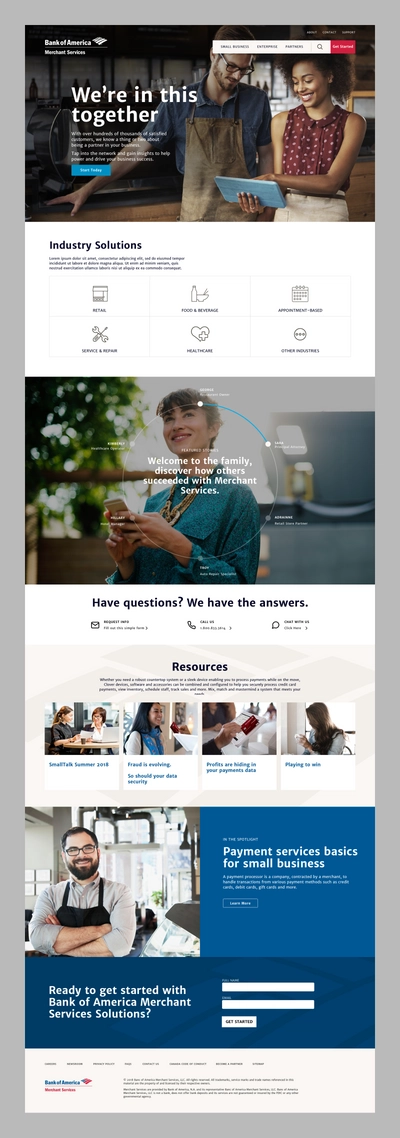 ABOUT CONTACT SUPPORT
Bank of America
Merchant Services
SMALL BUSINESS ENTERPRISE PARTNERS
Get Started
We're in this
together
With over hundreds of thousands of satisfied
customers, we know a thing or two about
being a partner in your business.
Tap into the network and gain insights to help
power and drive your business success.
Start Today
Industry Solutions
Lorem ipsum dolor sit amet, consectetur adipiscing elit, sed do eiusmod tempor
incididunt ut labore et dolore magna aliqua. Ut enim ad minim veniam, quis
nostrud exercitation ullamco laboris nisi ut aliquip ex ea commodo consequat.
RETAIL
FOOD & BEVERAGE
APPOINTMENT-BASED
SERVICE & REPAIR
HEALTHCARE
OTHER INDUSTRIES
KIMBERLY
Healthcare Operator
FEATURED STORIES
Welcome to the family,
discover how others
succeeded with Merchant
Services.
ADRIANNE
Retail Store Partner
TROY
Auto Repair Specialist
Have questions? We have the answers.
REQUEST INFO
Fill out this simple form
CALL US
CHAT WITH US
Click Here
Resources
Whether you need a robust countertop system or a sleek device enabling you to process payments while on the move,
Clover devices, software and accessories can be combined and configured to help you securely process credit card
payments, view inventory, schedule staff, track sales and more. Mix, match and mastermind a system that meets your
SmallTalk Summer 2018
Fraud is evolving.
So should your data
security
Profits are hiding in
your payments data
Playing to win
IN THE SPOTLIGHT
Payment services basics
for small business
A payment processor is a company, contracted by a merchant, to
handle transactions from various payment methods such as credit
cards, debit cards, gift cards and more.
Learn More
Ready to get started with
Bank of America Merchant
Services Solutions?
FULL NAME
EMAIL
GET STARTED
CAREERS NEWSROOM PRIVACY POLICY FAQS CONTACT US CANADA CODE OF CONDUCT BECOME A PARTNER SITEMAP
Bank of America
Merchant Services